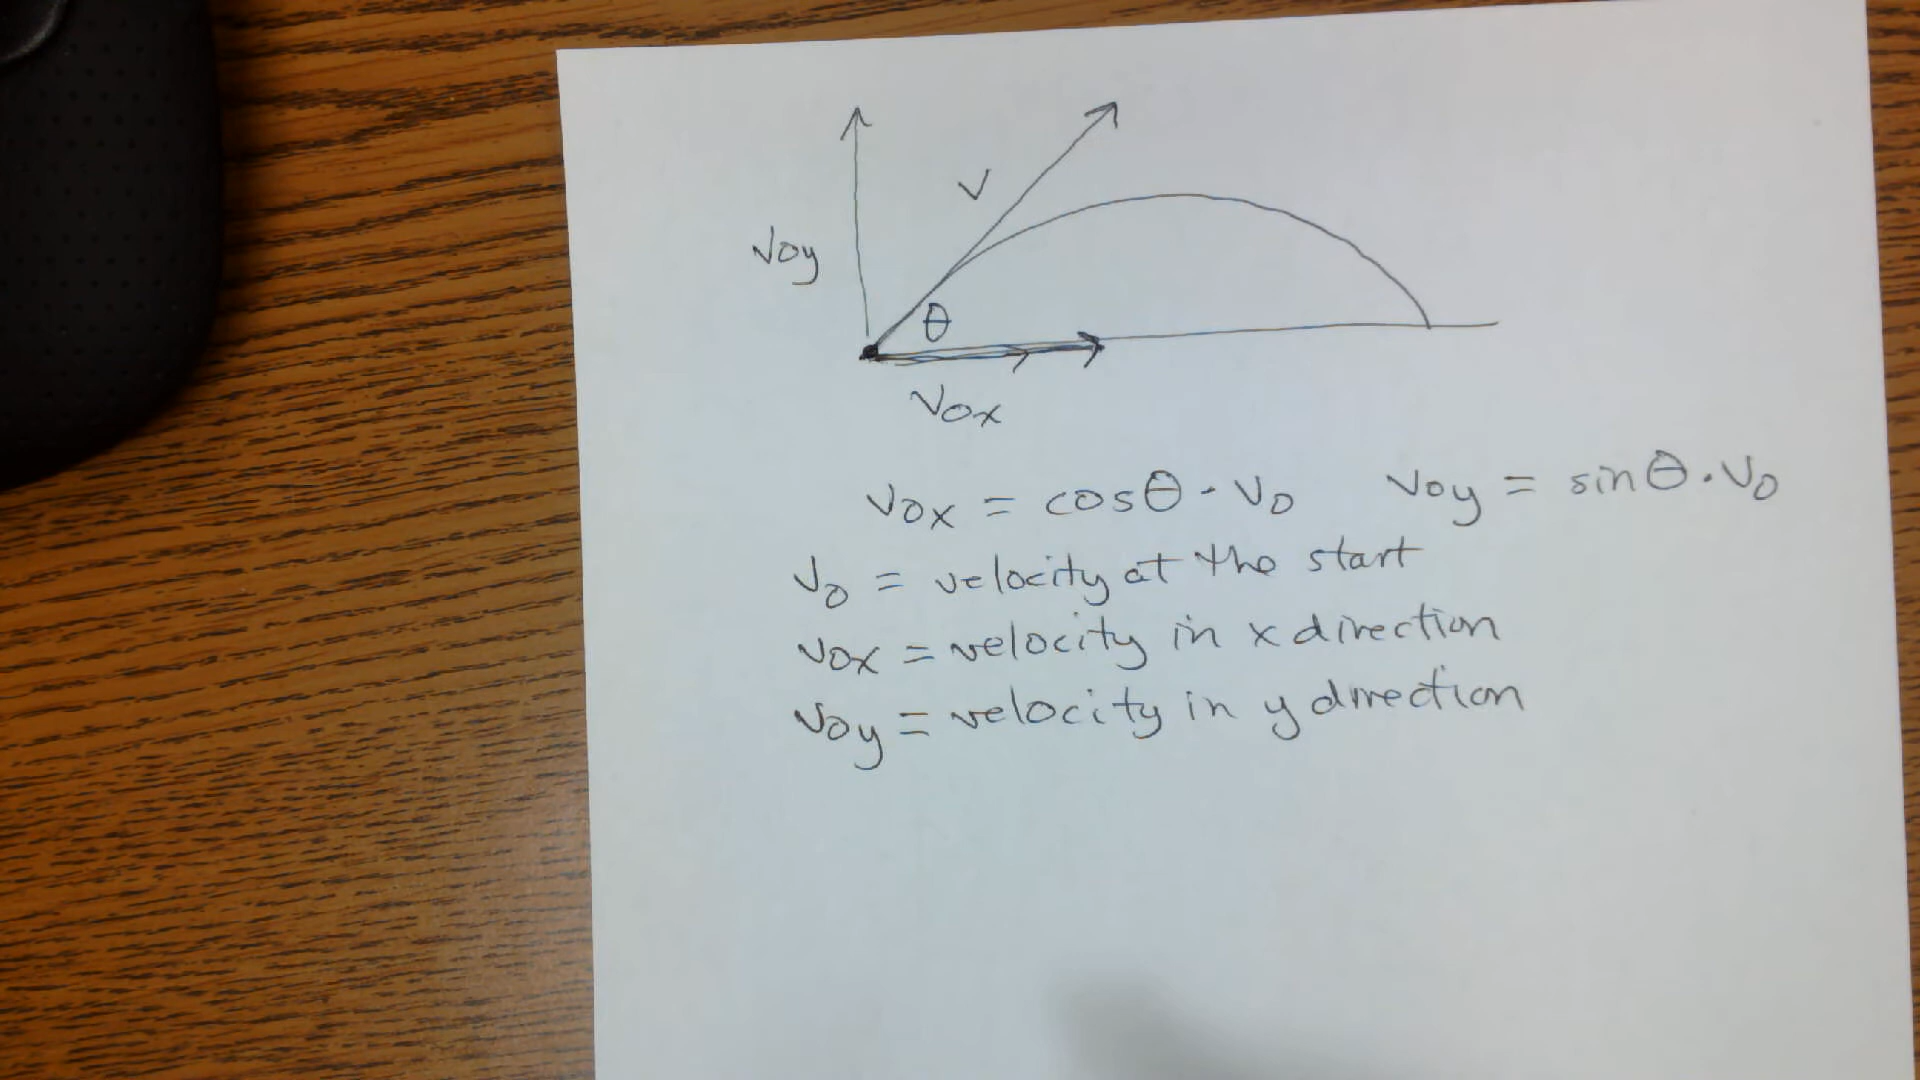 V
Voy
θ
Vox
Vox = cosθ · V0 Voy = sinθ · V0
V0 = velocity at the start
Vox = velocity in x direction
Voy = velocity in y direction